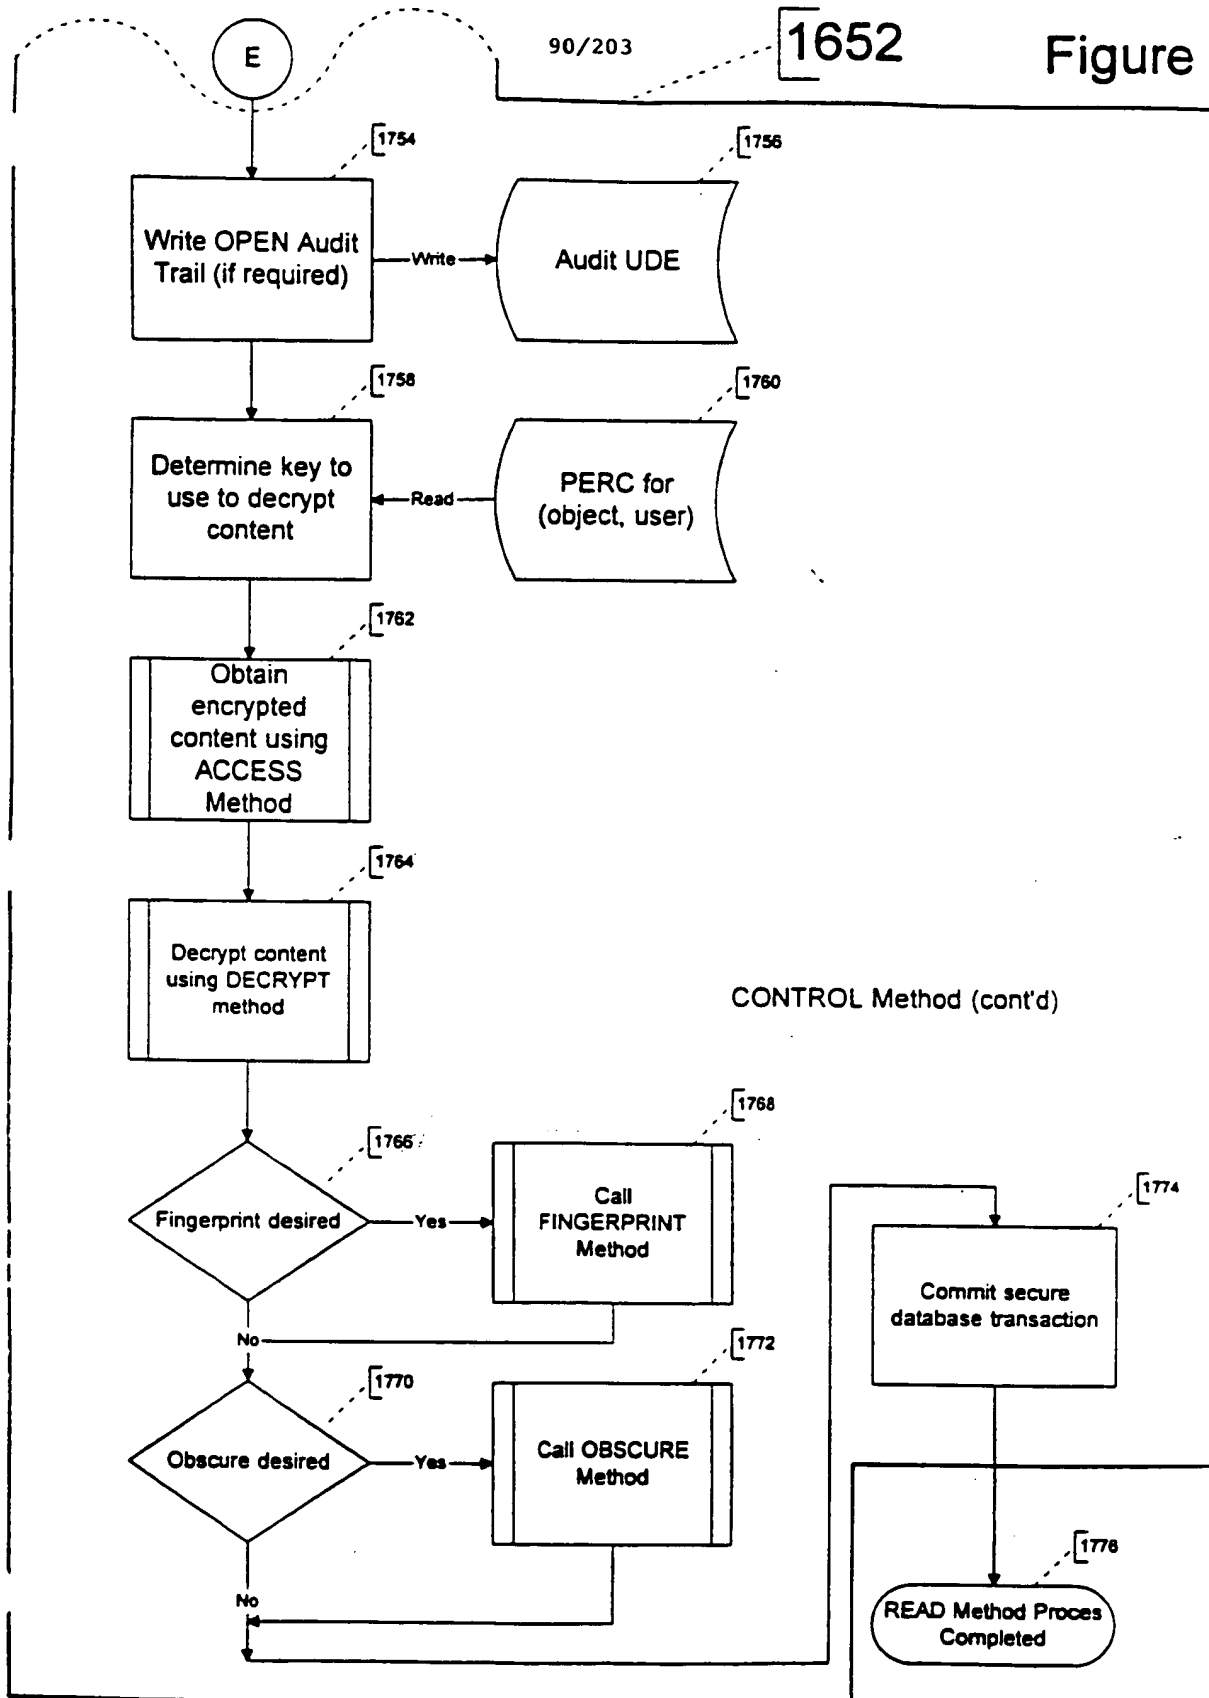 90/203
1652
Figure
E
1754
Write OPEN Audit
Trail (if required)
Write
1756
Audit UDE
1758
Determine key to
use to decrypt
content
Read
1760
PERC for
(object, user)
1762
Obtain
encrypted
content using
ACCESS
Method
1764
Decrypt content
using DECRYPT
method
CONTROL Method (cont'd)
1766
Fingerprint desired
Yes
1768
Call
FINGERPRINT
Method
No
1770
Obscure desired
Yes
1772
Call OBSCURE
Method
No
1774
Commit secure
database transaction
1776
READ Method Proces
Completed